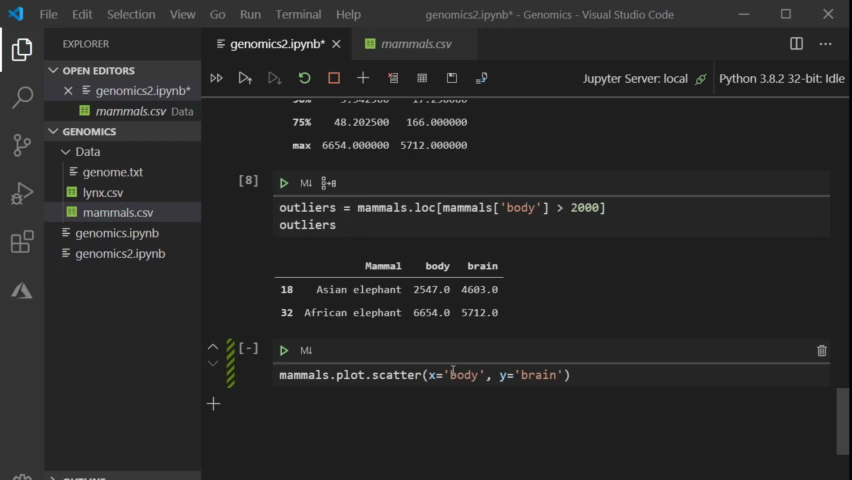 File Edit Selection View Go Run Terminal Help genomics2.ipynb* - Genomics - Visual Studio Code
EXPLORER
genomics2.ipynb*
mammals.csv
OPEN EDITORS
genomics2.ipynb*
mammals.csv Data
GENOMICS
Data
genome.txt
lynx.csv
mammals.csv
genomics.ipynb
genomics2.ipynb
Jupyter Server: local
Python 3.8.2 32-bit: Idle
75% 48.202500 166.000000
max 6654.000000 5712.000000
[8]
M↓
outliers = mammals.loc[mammals['body'] > 2000]
outliers
Mammal body brain
18 Asian elephant 2547.0 4603.0
32 African elephant 6654.0 5712.0
[-]
M↓
mammals.plot.scatter(x='body', y='brain')